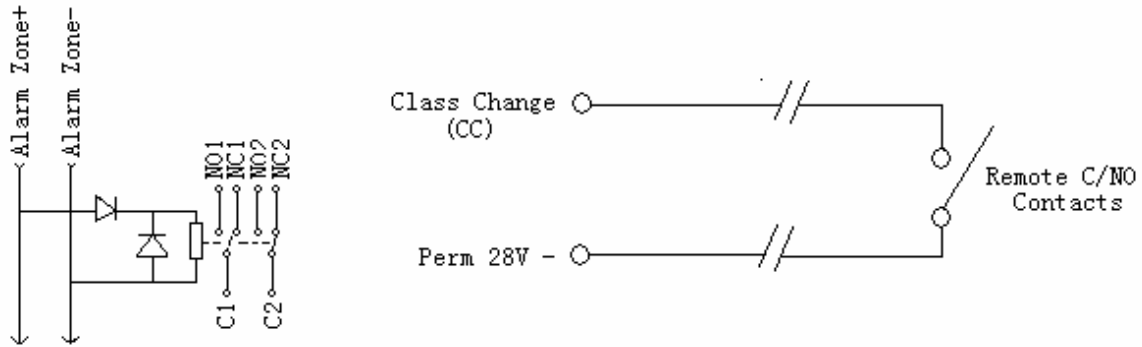 Alarm Zone+
Alarm Zone-
NO1
NC1
NO2
NC2
C1
C2
Class Change
(CC)
Perm 28V -
Remote C/NO
Contacts